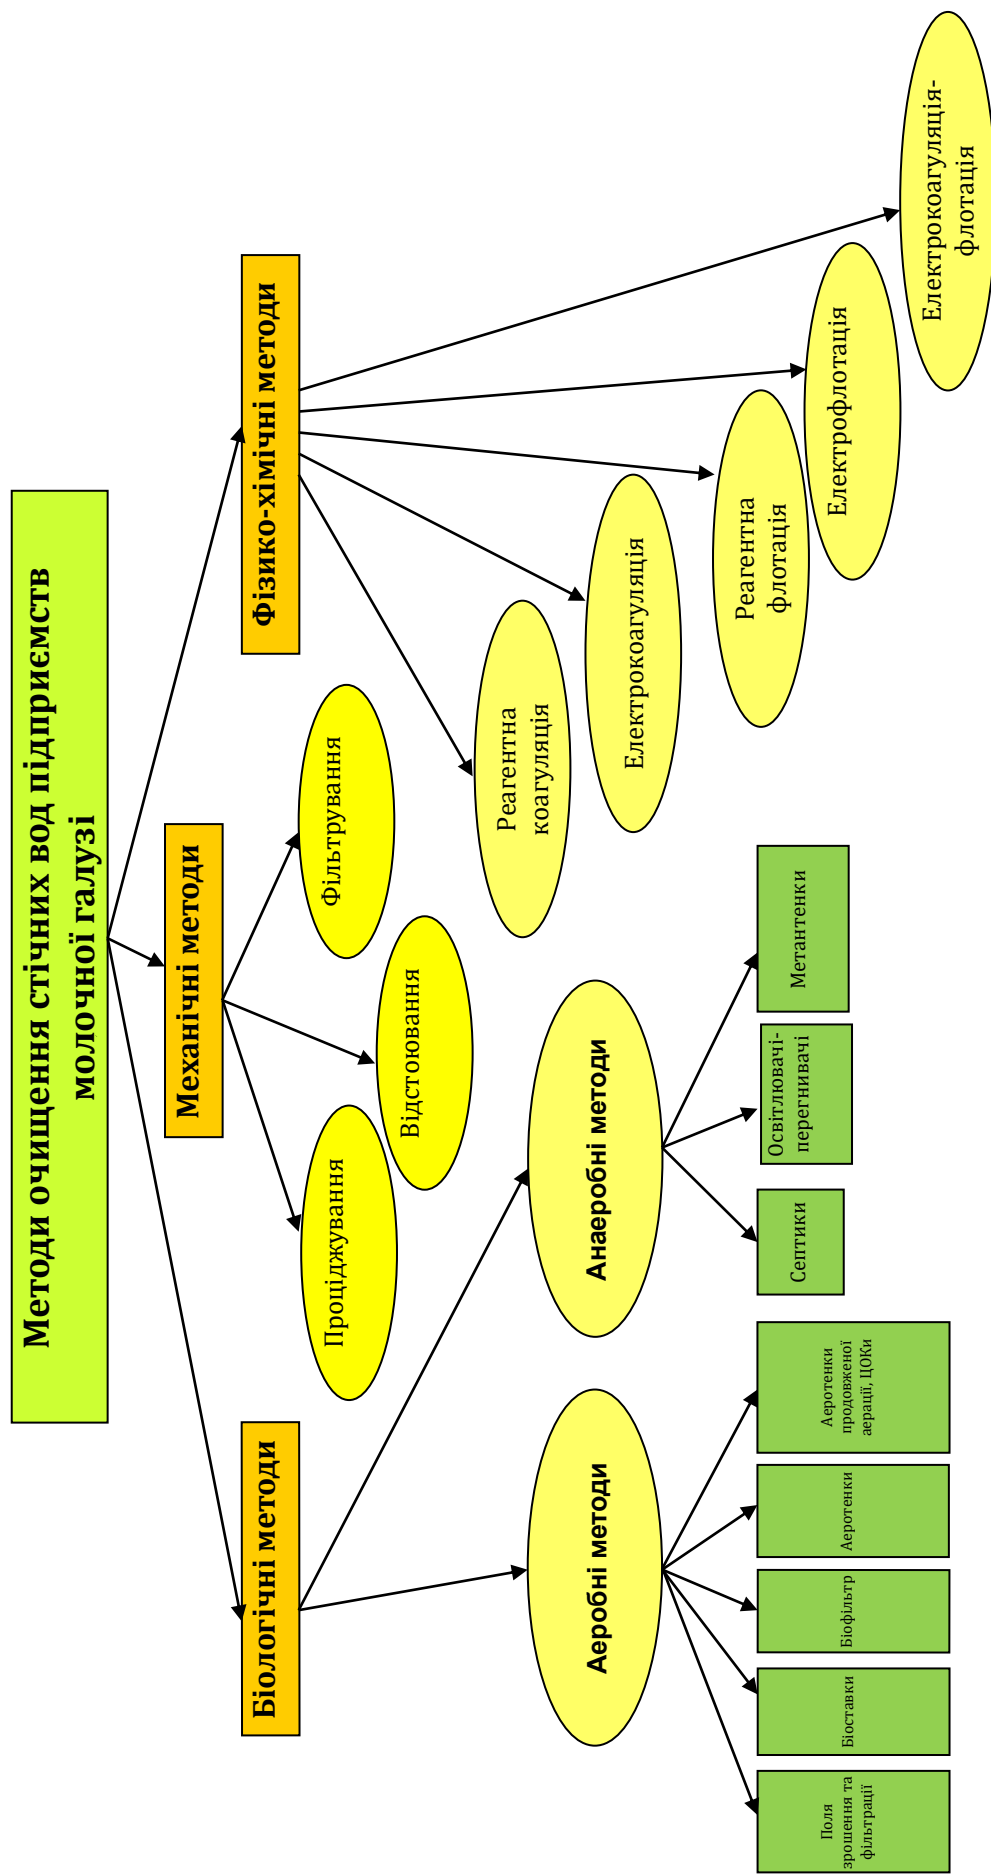 Методи очищення стічних вод підприємств
молочної галузі
Біологічні методи
Механічні методи
Фізико-хімічні методи
Проціджування
Відстоювання
Фільтрування
Реагентна
коагуляція
Електрокоагуляція
Реагентна
флотація
Електрофлотація
Електрокоагуляція-
флотація
Аеробні методи
Анаеробні методи
Поля
зрошення та
фільтрації
Біоставки
Біофільтр
Аеротенки
Аеротенки
продовженої
аерації, ЦОКи
Септики
Освітлювачі-
перегнивачі
Метантенки